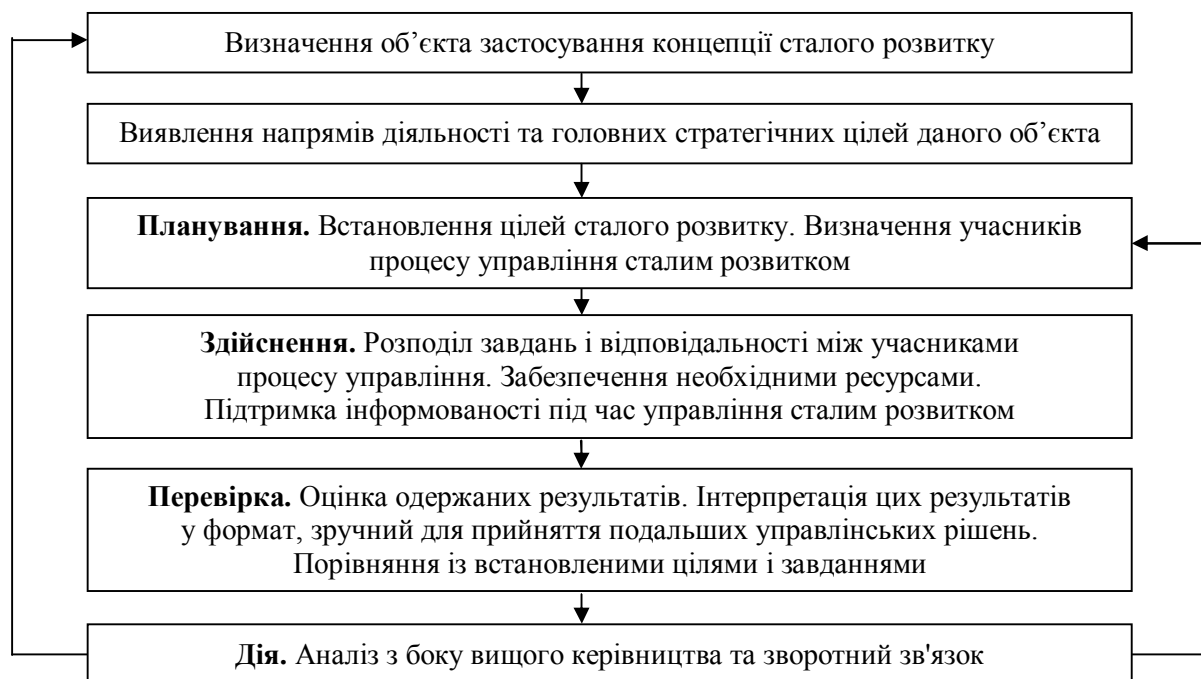 Визначення об’єкта застосування концепції сталого розвитку
Виявлення напрямів діяльності та головних стратегічних цілей даного об’єкта
Планування. Встановлення цілей сталого розвитку. Визначення учасників
процесу управління сталим розвитком
Здійснення. Розподіл завдань і відповідальності між учасниками
процесу управління. Забезпечення необхідними ресурсами.
Підтримка інформованості під час управління сталим розвитком
Перевірка. Оцінка одержаних результатів. Інтерпретація цих результатів
у формат, зручний для прийняття подальших управлінських рішень.
Порівняння із встановленими цілями і завданнями
Дія. Аналіз з боку вищого керівництва та зворотний зв'язок